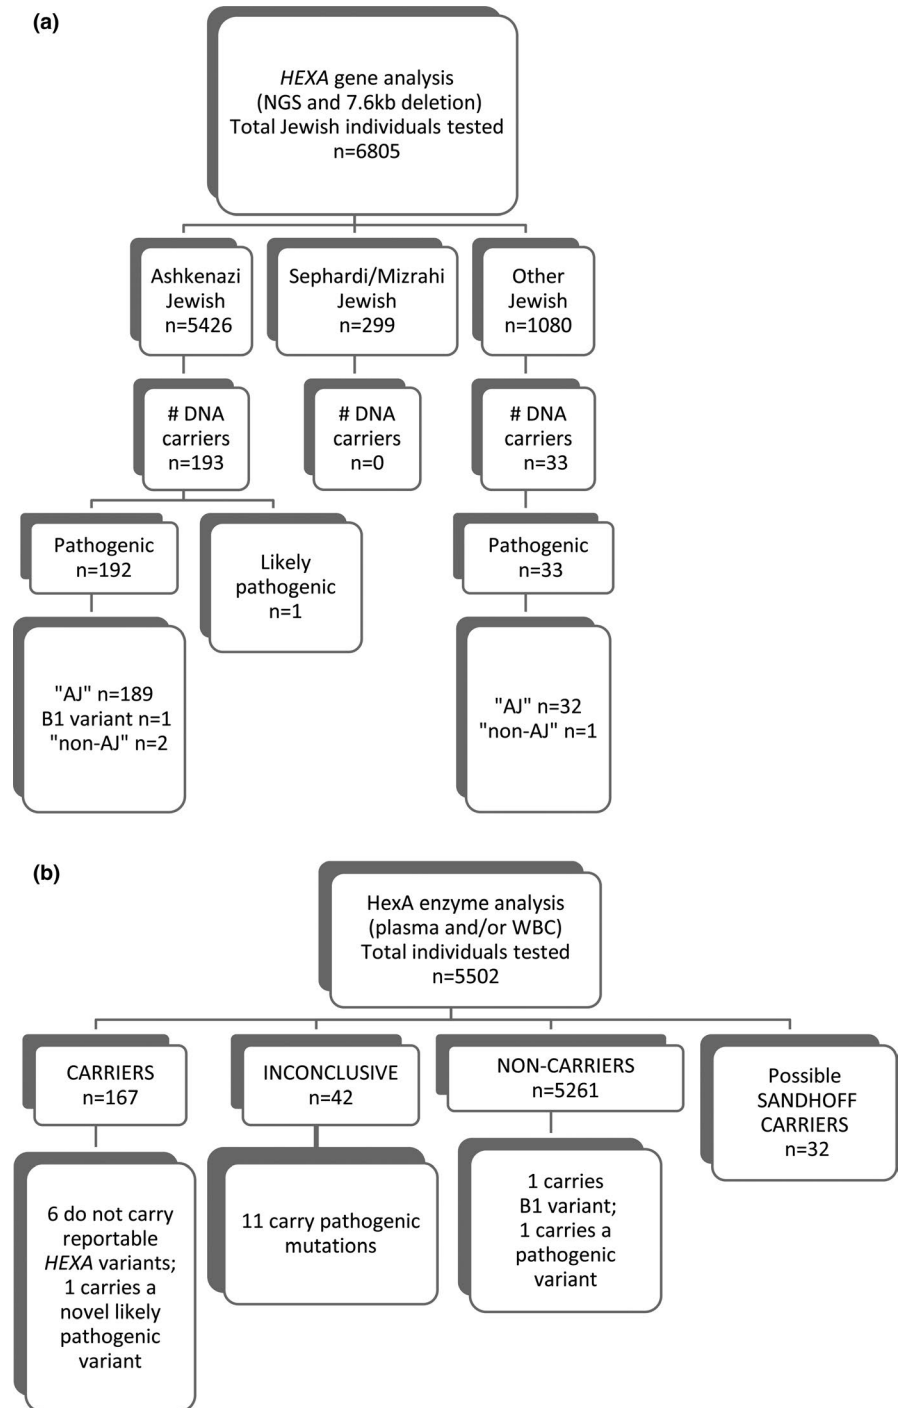 (a)
HEXA gene analysis
(NGS and 7.6kb deletion)
Total Jewish individuals tested
n=6805
Ashkenazi
Jewish
n=5426
Sephardi/Mizrahi
Jewish
n=299
Other
Jewish
n=1080
# DNA
carriers
n=193
# DNA
carriers
n=0
# DNA
carriers
n=33
Pathogenic
n=192
Likely
pathogenic
n=1
Pathogenic
n=33
"AJ" n=189
B1 variant n=1
"non-AJ" n=2
"AJ" n=32
"non-AJ" n=1
(b)
HexA enzyme analysis
(plasma and/or WBC)
Total individuals tested
n=5502
CARRIERS
n=167
INCONCLUSIVE
n=42
NON-CARRIERS
n=5261
Possible
SANDHOFF
CARRIERS
n=32
6 do not carry
reportable
HEXA variants;
1 carries a
novel likely
pathogenic
variant
11 carry pathogenic
mutations
1 carries
B1 variant;
1 carries a
pathogenic
variant